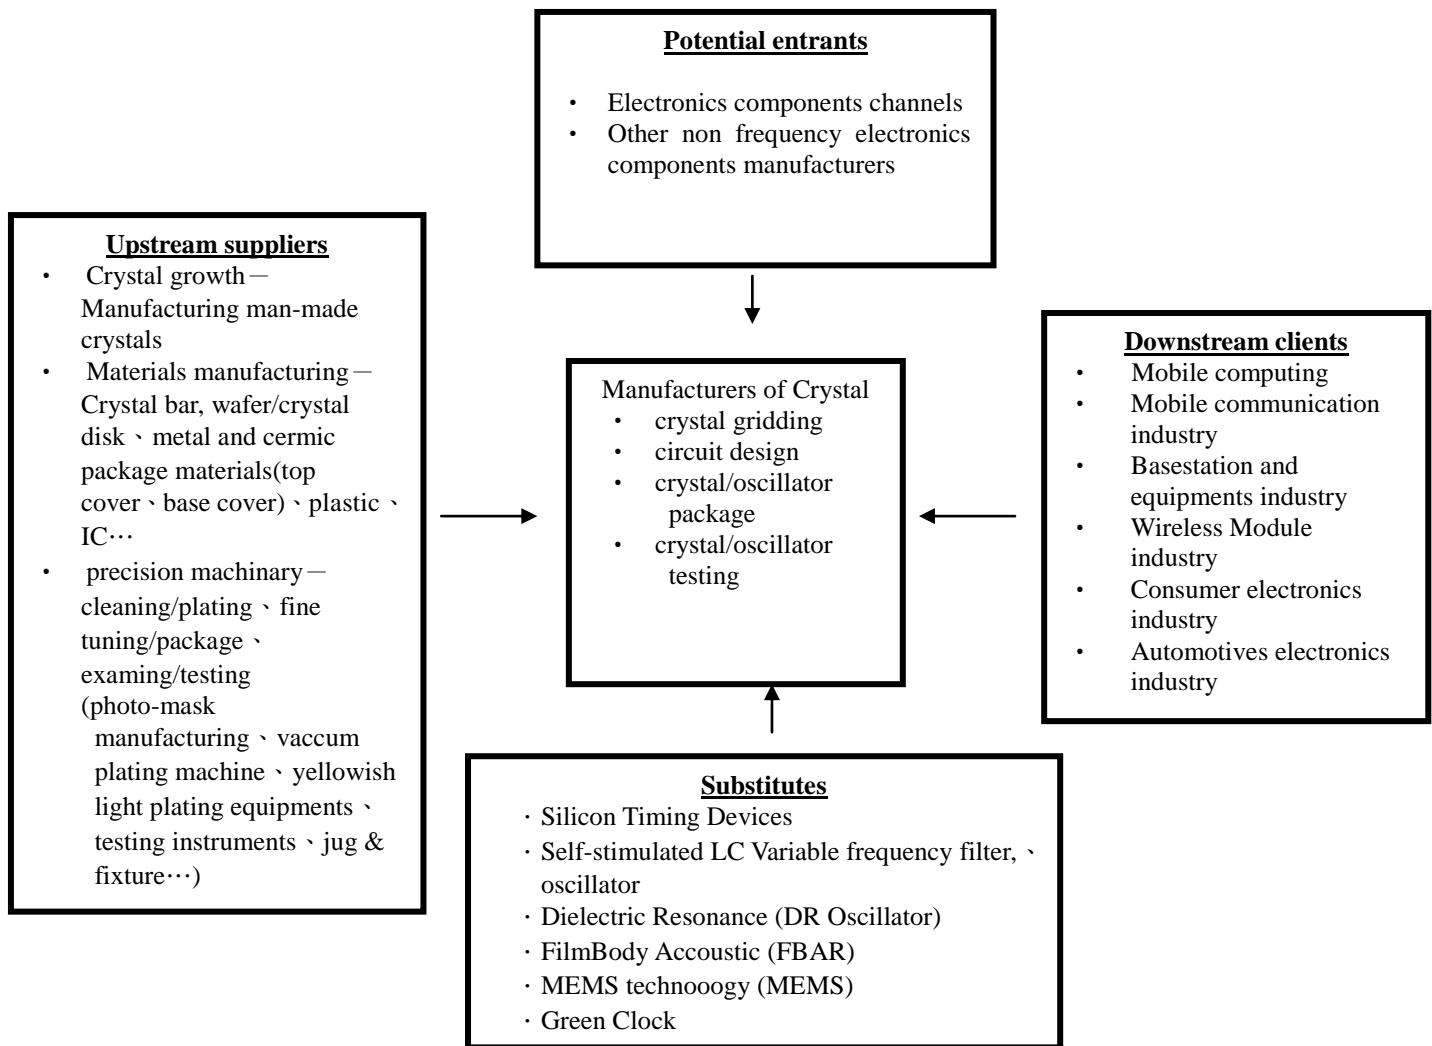 Potential entrants
・ Electronics components channels
・ Other non frequency electronics
components manufacturers
Upstream suppliers
・ Crystal growth－
Manufacturing man-made
crystals
・ Materials manufacturing－
Crystal bar, wafer/crystal
disk、metal and cermic
package materials(top
cover、base cover)、plastic、
IC…
・ precision machinary－
cleaning/plating、fine
tuning/package、
examing/testing
(photo-mask
manufacturing、vaccum
plating machine、yellowish
light plating equipments、
testing instruments、jug &
fixture…)
Manufacturers of Crystal
・ crystal gridding
・ circuit design
・ crystal/oscillator
package
・ crystal/oscillator
testing
Downstream clients
・ Mobile computing
・ Mobile communication
industry
・ Basestation and
equipments industry
・ Wireless Module
industry
・ Consumer electronics
industry
・ Automotives electronics
industry
Substitutes
・Silicon Timing Devices
・Self-stimulated LC Variable frequency filter,、
oscillator
・Dielectric Resonance (DR Oscillator)
・FilmBody Accoustic (FBAR)
・MEMS technooogy (MEMS)
・Green Clock